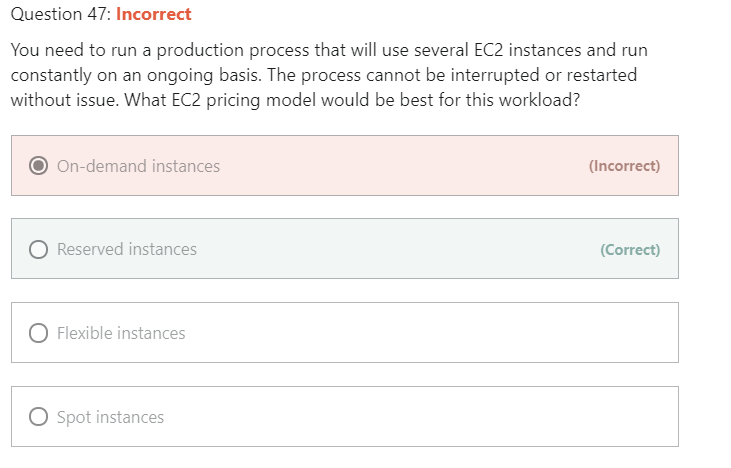 Question 47: Incorrect
You need to run a production process that will use several EC2 instances and run
constantly on an ongoing basis. The process cannot be interrupted or restarted
without issue. What EC2 pricing model would be best for this workload?
On-demand instances (Incorrect)
Reserved instances (Correct)
Flexible instances
Spot instances